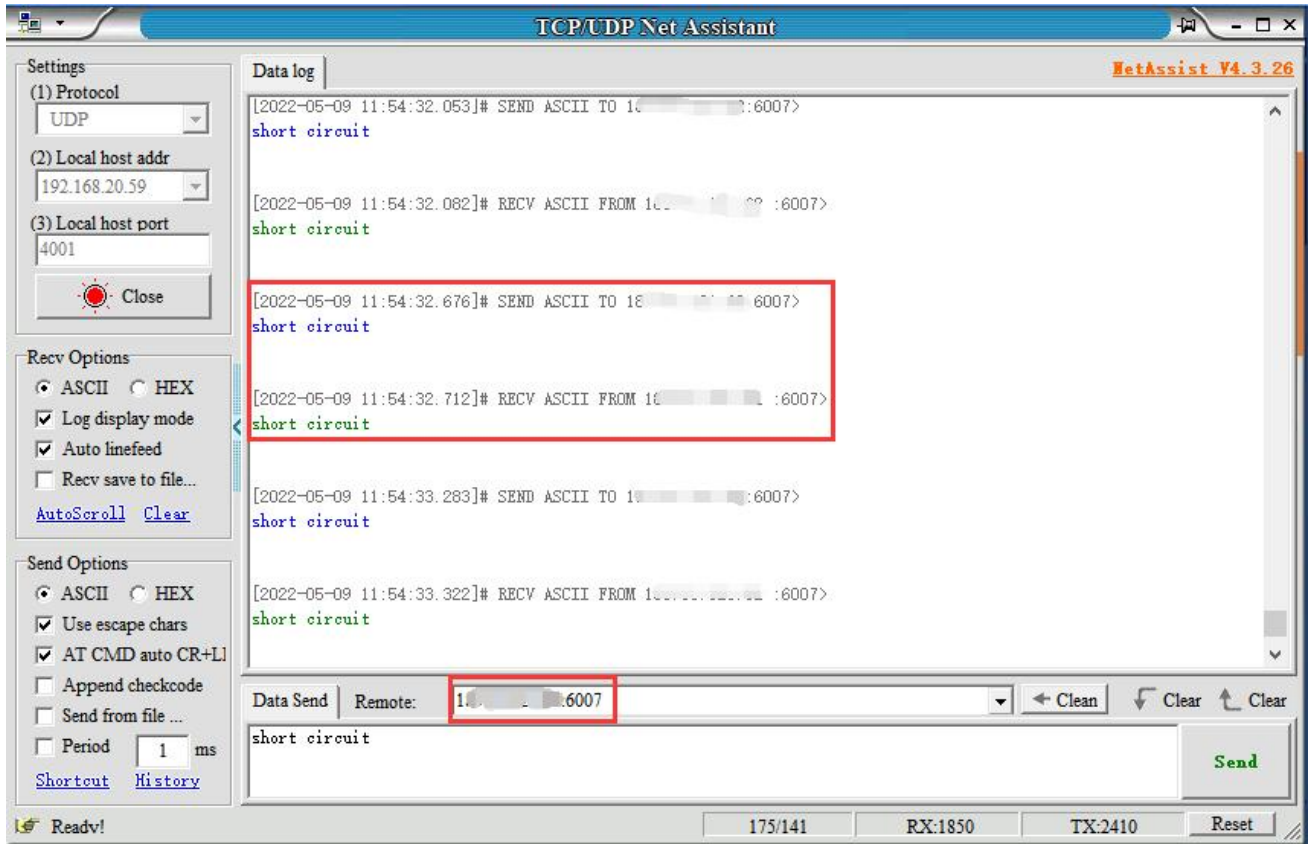 TCP/UDP Net Assistant
Settings
(1) Protocol
UDP
(2) Local host addr
192.168.20.59
(3) Local host port
4001
Close
Recv Options
ASCII HEX
Log display mode
Auto linefeed
Recv save to file...
AutoScroll Clear
Send Options
ASCII HEX
Use escape chars
AT CMD auto CR+LI
Append checkcode
Send from file ...
Period 1 ms
Shortcut History
Data log
NetAssist V4.3.26
[2022-05-09 11:54:32.053]# SEND ASCII TO :6007>
short circuit
[2022-05-09 11:54:32.082]# RECV ASCII FROM :6007>
short circuit
[2022-05-09 11:54:32.676]# SEND ASCII TO 6007>
short circuit
[2022-05-09 11:54:32.712]# RECV ASCII FROM :6007>
short circuit
[2022-05-09 11:54:33.283]# SEND ASCII TO :6007>
short circuit
[2022-05-09 11:54:33.322]# RECV ASCII FROM :6007>
short circuit
Data Send Remote: :6007 Clean Clear Clear
short circuit
Send
Ready! 175/141 RX:1850 TX:2410 Reset